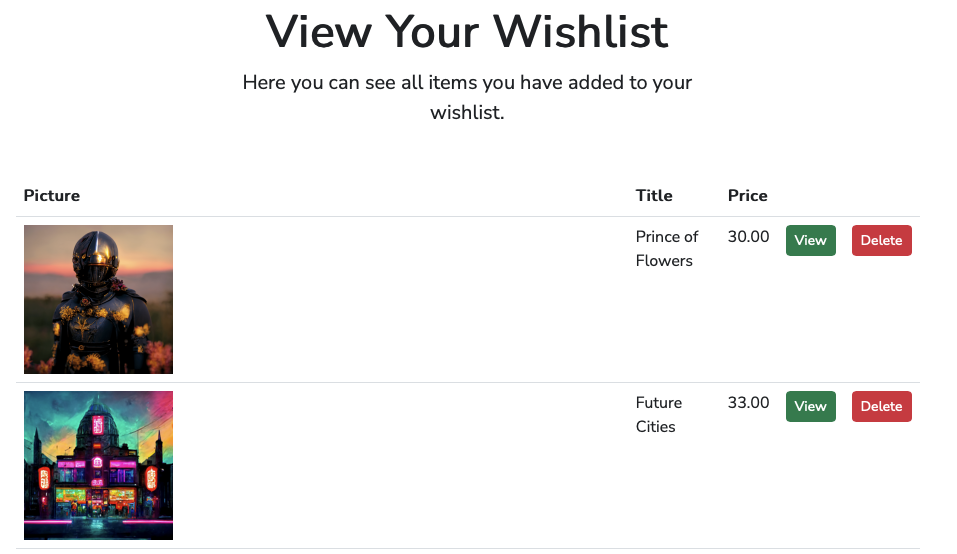 View Your Wishlist
Here you can see all items you have added to your
wishlist.
Picture Title Price
Prince of 30.00 View Delete
Flowers
Future 33.00 View Delete
Cities